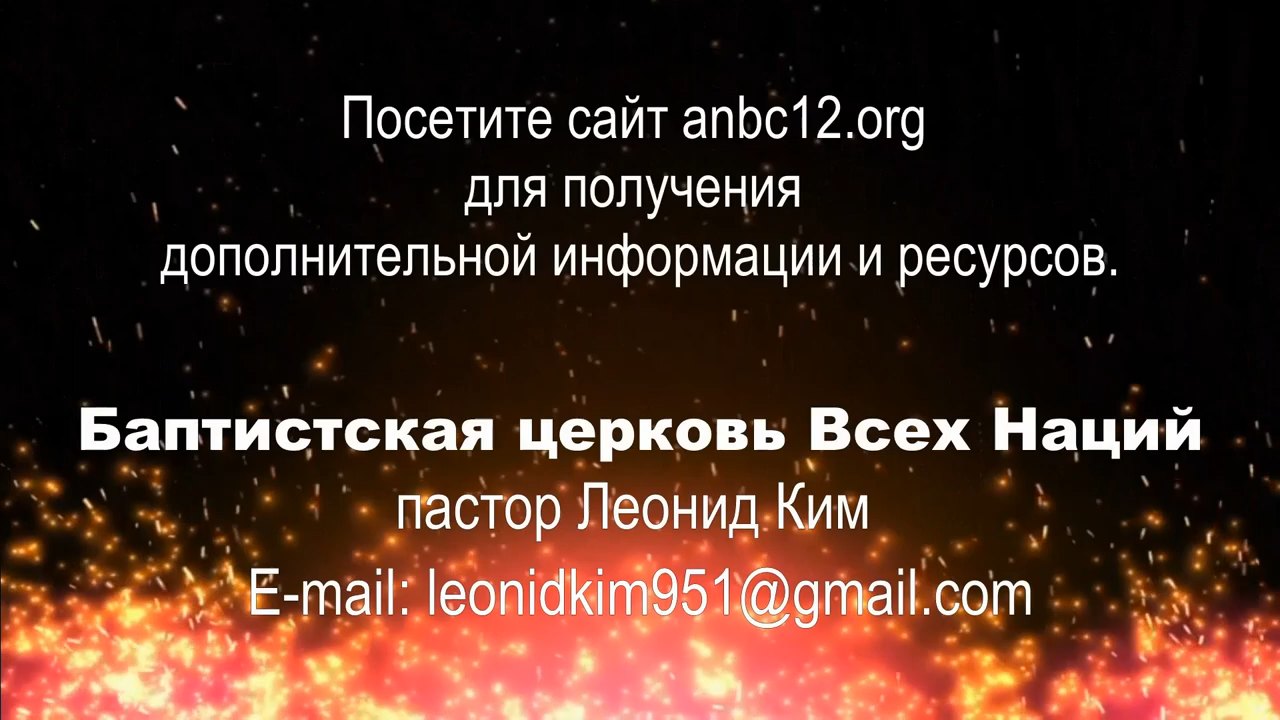 Посетите сайт anbc12.org
для получения
дополнительной информации и ресурсов.
Баптистская церковь Всех Наций
пастор Леонид Ким
E-mail: leonidkim951@gmail.com